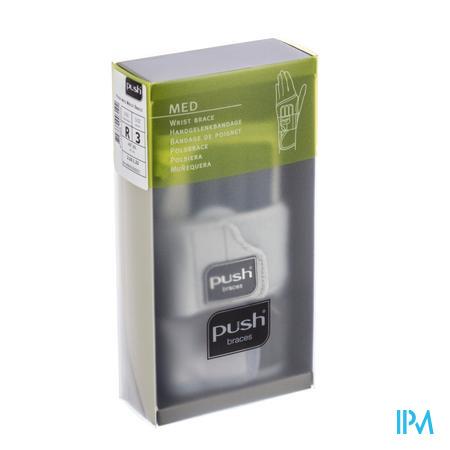 push
R 3
MED
WRIST BRACE
HANDGELENKBANDAGE
BANDAGE DE POIGNET
POLSBRACE
POLSIERA
MUÑEQUERA
push
braces
push
braces
IPM